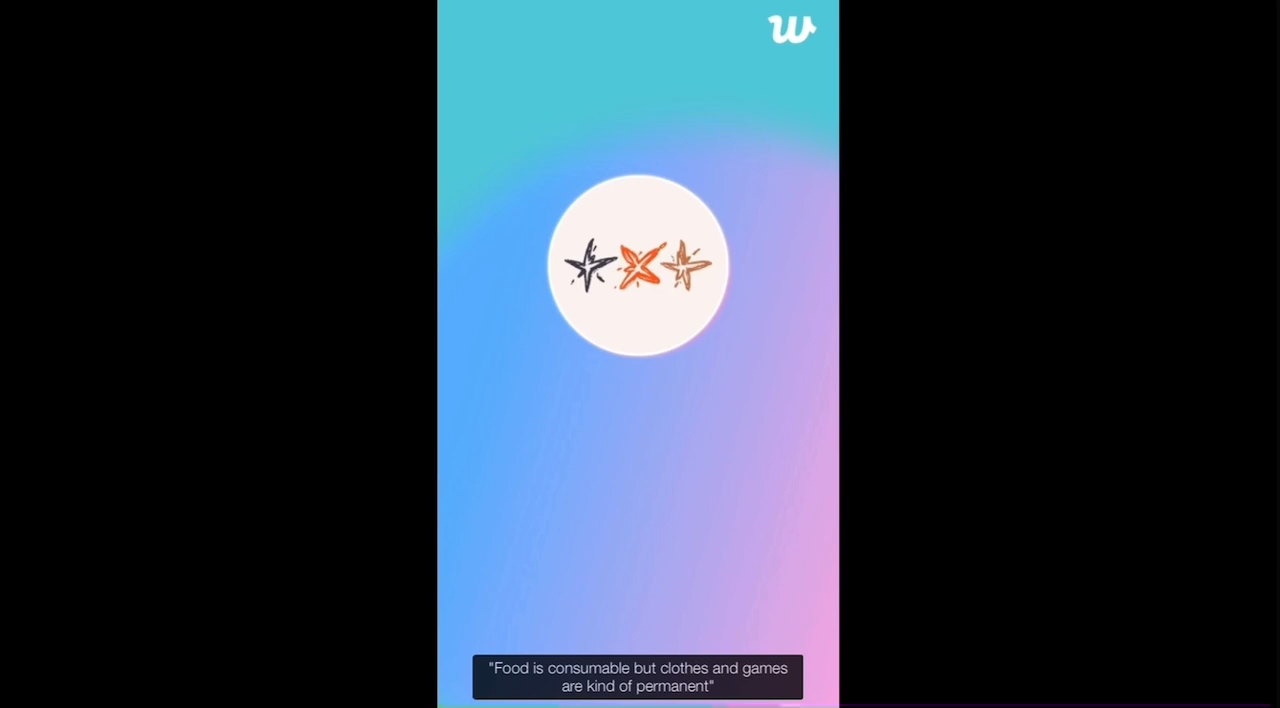 w
"Food is consumable but clothes and games
are kind of permanent"